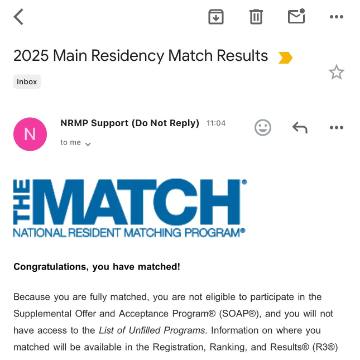 2025 Main Residency Match Results
Inbox
N
NRMP Support (Do Not Reply) 11:04
to me
THE MATCH®
NATIONAL RESIDENT MATCHING PROGRAM®
Congratulations, you have matched!
Because you are fully matched, you are not eligible to participate in the
Supplemental Offer and Acceptance Program® (SOAP®), and you will not
have access to the List of Unfilled Programs. Information on where you
matched will be available in the Registration, Ranking, and Results® (R3®)